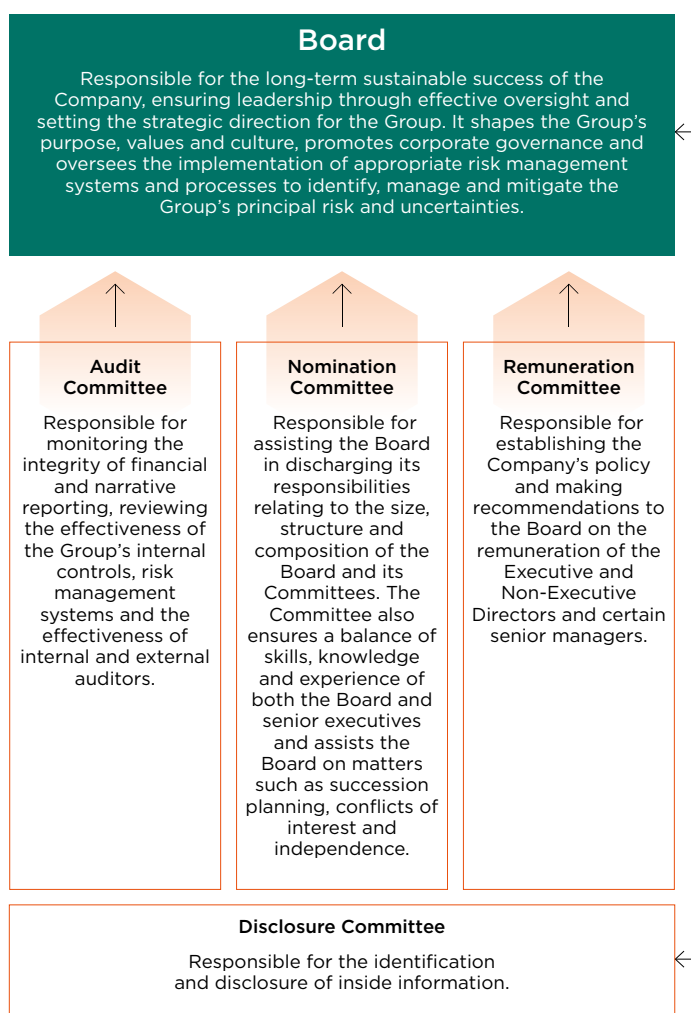 Board
Responsible for the long-term sustainable success of the
Company, ensuring leadership through effective oversight and
setting the strategic direction for the Group. It shapes the Group’s
purpose, values and culture, promotes corporate governance and
oversees the implementation of appropriate risk management
systems and processes to identify, manage and mitigate the
Group’s principal risk and uncertainties.
Audit
Committee
Responsible for
monitoring the
integrity of financial
and narrative
reporting, reviewing
the effectiveness of
the Group’s internal
controls, risk
management
systems and the
effectiveness of
internal and external
auditors.
Nomination
Committee
Responsible for
assisting the Board
in discharging its
responsibilities
relating to the size,
structure and
composition of the
Board and its
Committees. The
Committee also
ensures a balance of
skills, knowledge
and experience of
both the Board and
senior executives
and assists the
Board on matters
such as succession
planning, conflicts of
interest and
independence.
Remuneration
Committee
Responsible for
establishing the
Company’s policy
and making
recommendations to
the Board on the
remuneration of the
Executive and
Non-Executive
Directors and certain
senior managers.
Disclosure Committee
Responsible for the identification
and disclosure of inside information.